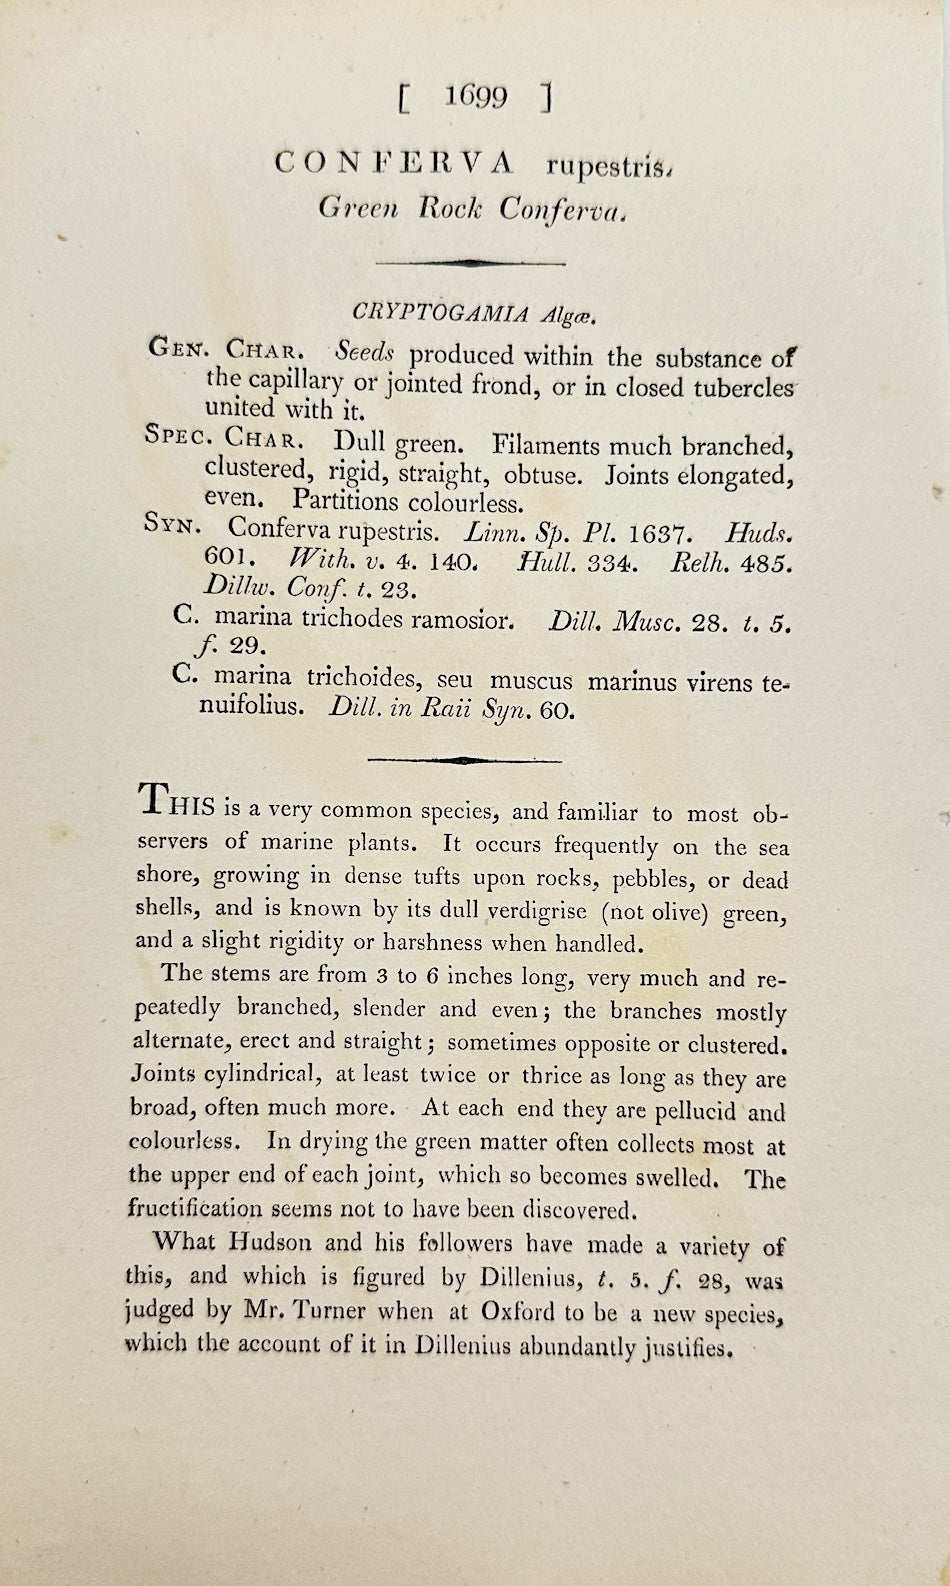 [ 1699 ]
CONFERVA rupestris.
Green Rock Conferva.
CRYPTOGAMIA Algæ.
GEN. CHAR. Seeds produced within the substance of
the capillary or jointed frond, or in closed tubercles
united with it.
SPEC. CHAR. Dull green. Filaments much branched,
clustered, rigid, straight, obtuse. Joints elongated,
even. Partitions colourless.
SYN. Conferva rupestris. Linn. Sp. Pl. 1637. Huds.
601. With. v. 4. 140. Hull. 334. Relh. 485.
Dillw. Conf. t. 23.
C. marina trichodes ramosior. Dill. Musc. 28. t. 5.
f. 29.
C. marina trichoides, seu muscus marinus virens te-
nuifolius. Dill. in Raii Syn. 60.
THIS is a very common species, and familiar to most ob-
servers of marine plants. It occurs frequently on the sea
shore, growing in dense tufts upon rocks, pebbles, or dead
shells, and is known by its dull verdigrise (not olive) green,
and a slight rigidity or harshness when handled.
The stems are from 3 to 6 inches long, very much and re-
peatedly branched, slender and even; the branches mostly
alternate, erect and straight; sometimes opposite or clustered.
Joints cylindrical, at least twice or thrice as long as they are
broad, often much more. At each end they are pellucid and
colourless. In drying the green matter often collects most at
the upper end of each joint, which so becomes swelled. The
fructification seems not to have been discovered.
What Hudson and his followers have made a variety of
this, and which is figured by Dillenius, t. 5. f. 28, was
judged by Mr. Turner when at Oxford to be a new species,
which the account of it in Dillenius abundantly justifies.